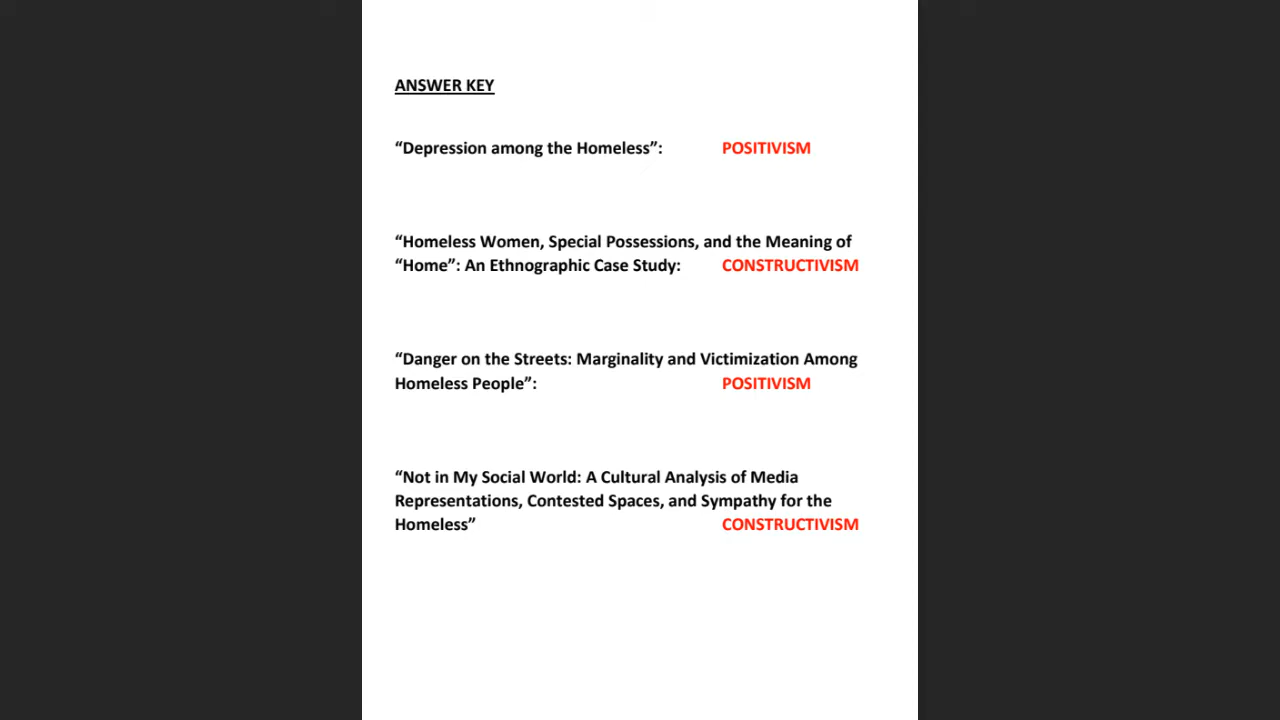 ANSWER KEY
“Depression among the Homeless”: POSITIVISM
“Homeless Women, Special Possessions, and the Meaning of
“Home”: An Ethnographic Case Study: CONSTRUCTIVISM
“Danger on the Streets: Marginality and Victimization Among
Homeless People”: POSITIVISM
“Not in My Social World: A Cultural Analysis of Media
Representations, Contested Spaces, and Sympathy for the
Homeless” CONSTRUCTIVISM